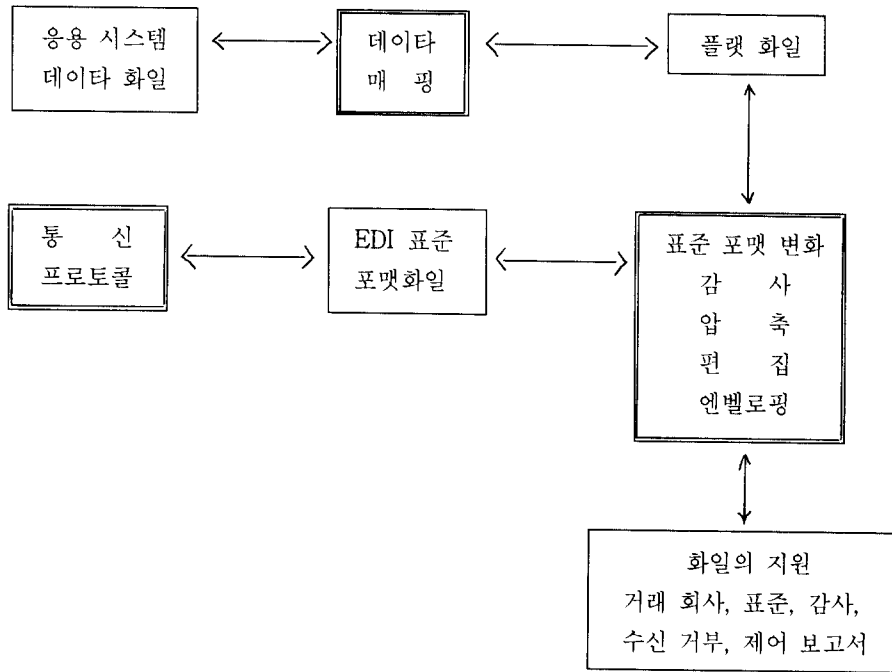 응용 시스템
데이타 화일
데이타
매 핑
플랫 화일
통 신
프로토콜
EDI 표준
포맷화일
표준 포맷 변화
감 사
압 축
편 집
엔벨로핑
화일의 지원
거래 회사, 표준, 감사,
수신 거부, 제어 보고서